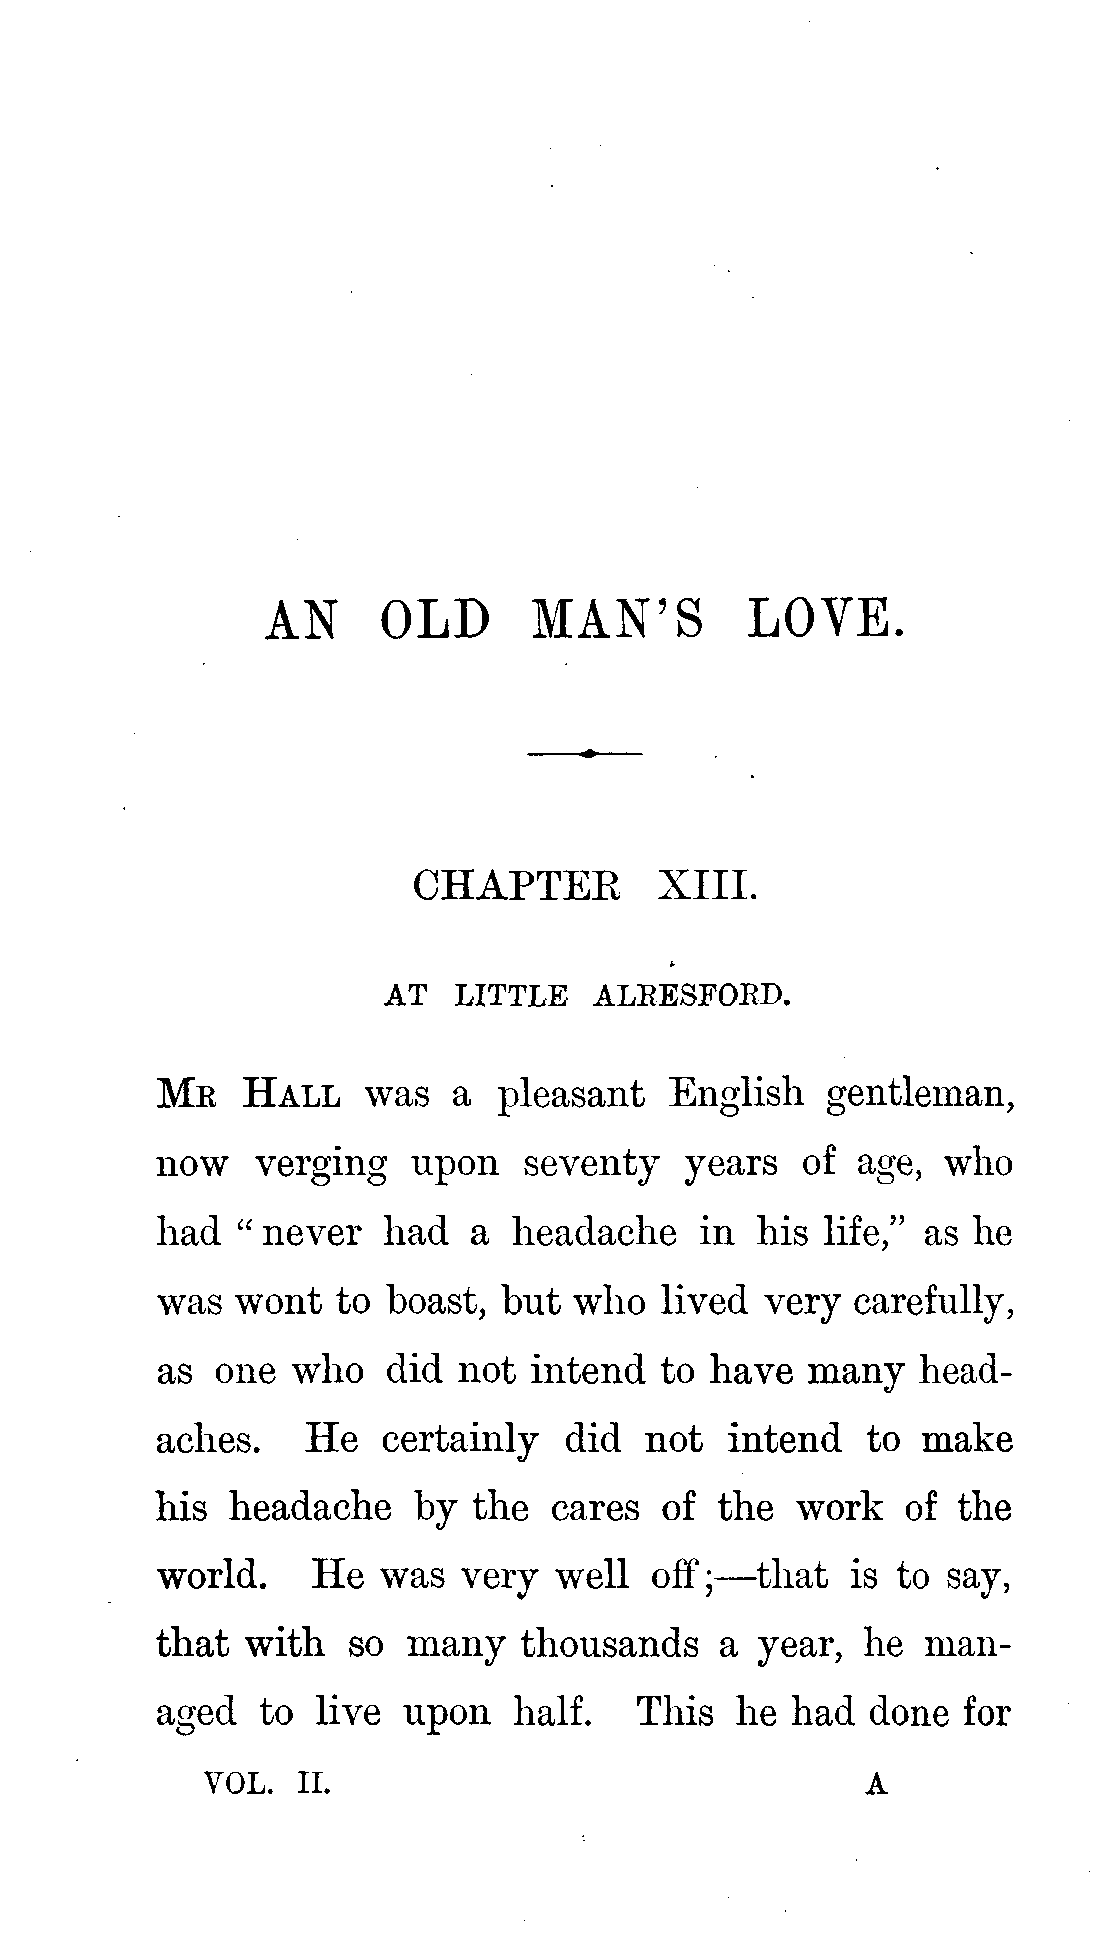 AN OLD MAN'S LOVE.
CHAPTER XIII.
AT LITTLE ALRESFORD.
MR HALL was a pleasant English gentleman,
now verging upon seventy years of age, who
had “never had a headache in his life,” as he
was wont to boast, but who lived very carefully,
as one who did not intend to have many head-
aches. He certainly did not intend to make
his headache by the cares of the work of the
world. He was very well off;—that is to say,
that with so many thousands a year, he man-
aged to live upon half. This he had done for
VOL. II. A